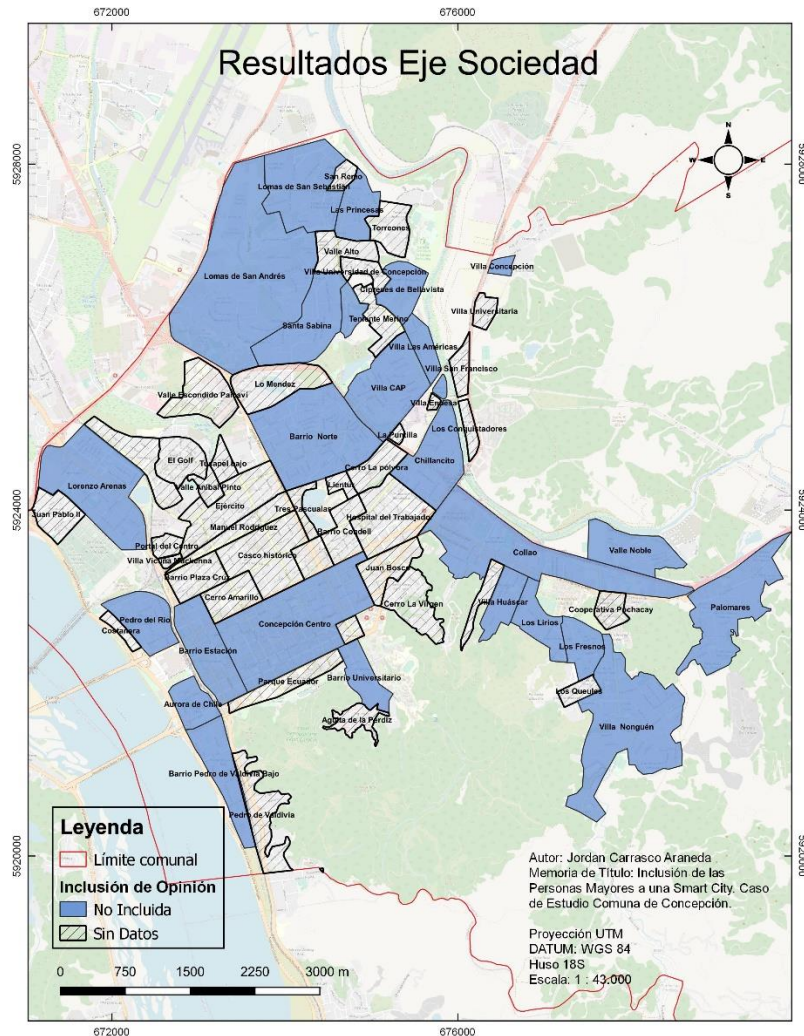 672000
676000
Resultados Eje Sociedad
5928000
5928000
N
W
E
S
San Remo
Lomas de San Sebastián
Las Princesas
Torreones
Valle Alto
Villa Universidad de Concepción
Villa Concepción
Lomas de San Andrés
Cipreses de Bellavista
Villa Universitaria
Teniente Merino
Santa Sabina
Villa Las Américas
Villa San Francisco
Lo Mendez
Valle Escondido Paicaví
Villa CAP
Villa Enlesa
Barrio Norte
La Puntilla
Los Conquistadores
El Golf
Tucapel bajo
Chillancito
Cerro La pólvora
Lorenzo Arenas
Valle Aníbal Pinto
Lientur
Ejército
Tres Pascualas
5924000
5924000
Juan Pablo II
Hospital del Trabajado
Manuel Rodríguez
Barrio Condell
Portal del Centro
Casco histórico
Collao
Valle Noble
Villa Vicuña Mackenna
Barrio Plaza Cruz
Juan Bosco
Cerro Amarillo
Cerro La Virgen
Villa Huáscar
Cooperativa Pochacay
Palomares
Pedro del Río
Concepción Centro
Los Lirios
Costanera
Barrio Estación
Los Fresnos
Parque Ecuador
Barrio Universitario
Los Queules
Aurora de Chile
Agüita de la Perdiz
Villa Nonguén
Barrio Pedro de Valdivia Bajo
Pedro de Valdivia
5920000
5920000
Leyenda
Límite comunal
Inclusión de Opinión
No Incluida
Sin Datos
0 750 1500 2250 3000 m
Autor: Jordan Carrasco Araneda
Memoria de Título: Inclusión de las
Personas Mayores a una Smart City. Caso
de Estudio Comuna de Concepción.
Proyección UTM
DATUM: WGS 84
Huso 18S
Escala: 1 : 43.000
672000
676000